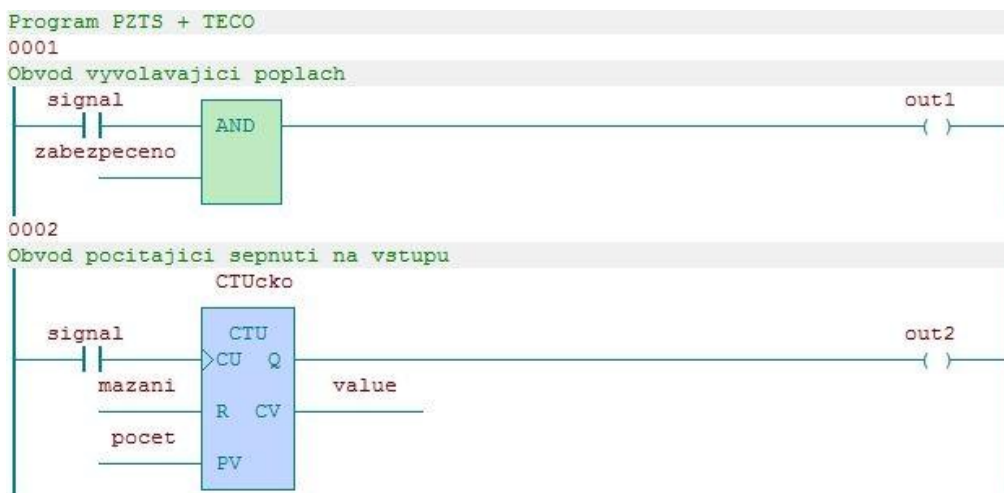 Program PZTS + TECO
0001
Obvod vyvolavajici poplach
signal
out1
AND
zabezpeceno
0002
Obvod pocitajici sepnuti na vstupu
CTUcko
signal
CTU
out2
CU Q
mazani
value
R CV
pocet
PV